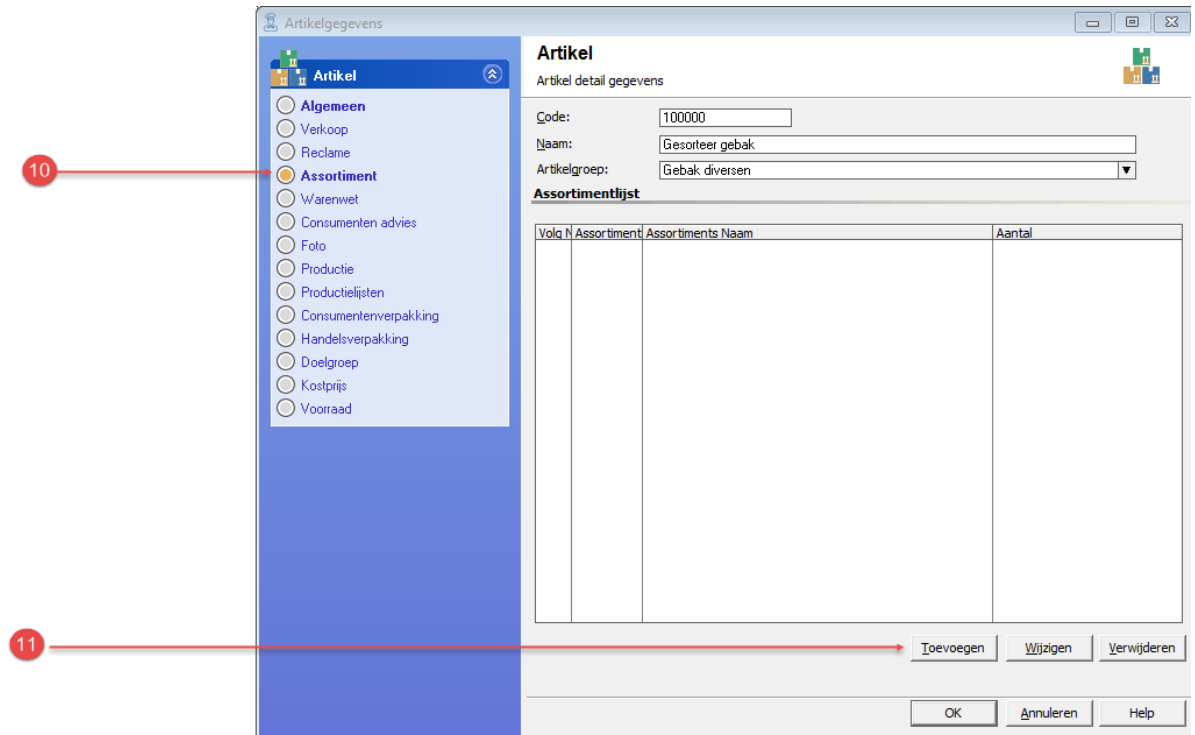 Artikelgegevens
Artikel
Algemeen
Verkoop
Reclame
10
Assortiment
Warenwet
Consumenten advies
Foto
Productie
Productielijsten
Consumentenverpakking
Handelsverpakking
Doelgroep
Kostprijs
Voorraad
Artikel
Artikel detail gegevens
Code: 100000
Naam: Gesorteer gebak
Artikelgroep: Gebak diversen
Assortimentlijst
Volg N Assortiment Assortiments Naam Aantal
11
Toevoegen Wijzigen Verwijderen
OK Annuleren Help